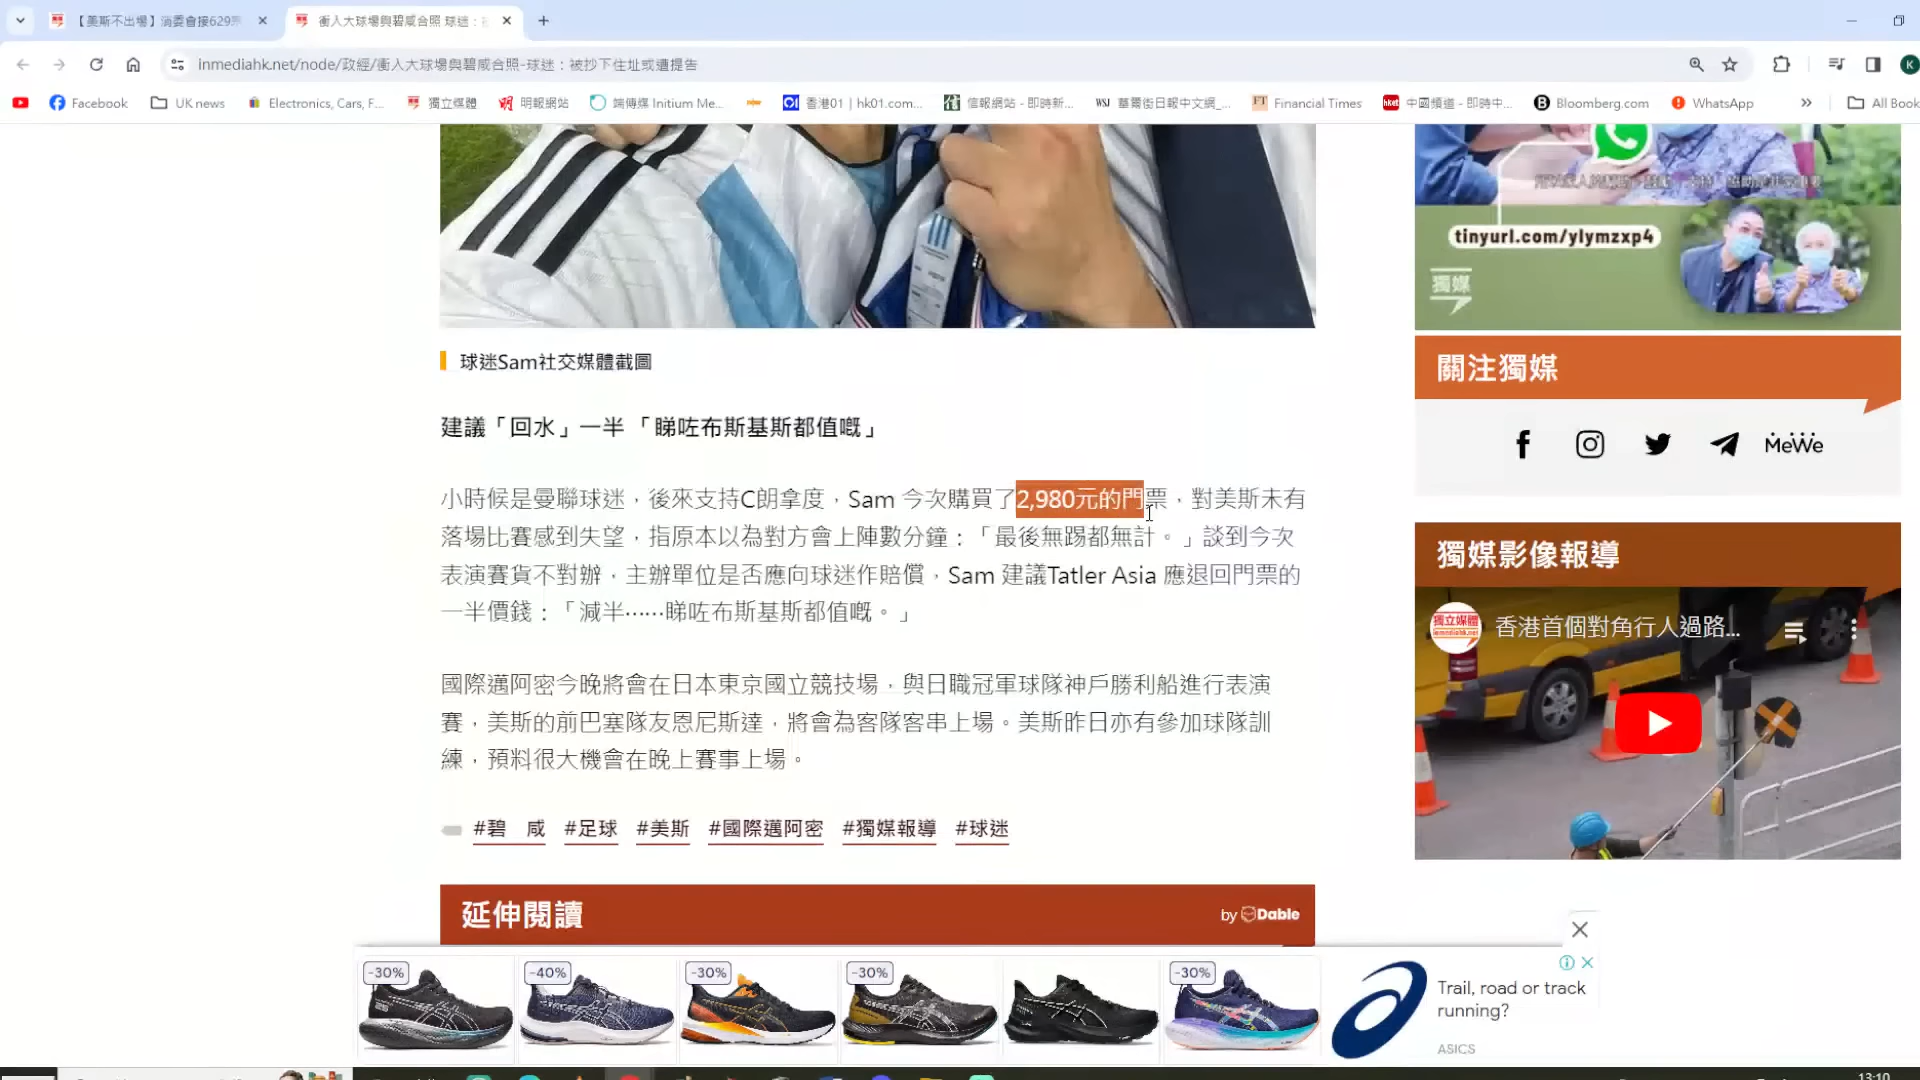 【美斯不出場】消委會接629宗
衝入大球場與碧咸合照 球迷：
inmediahk.net/node/政經/衝入大球場與碧咸合照-球迷：被抄下住址或遭提告
K
Facebook
UK news
Electronics, Cars, F...
獨立媒體
明報網站
端傳媒 Initium Me...
香港01 | hk01.com...
信報網站 - 即時新...
WSJ
華爾街日報中文網_...
FT
Financial Times
hket
中國頻道 - 即時中...
Bloomberg.com
WhatsApp
All Book
球迷Sam社交媒體截圖
建議「回水」一半 「睇咗布斯基斯都值嘅」
小時候是曼聯球迷，後來支持C朗拿度，Sam 今次購買了2,980元的門票，對美斯未有
落場比賽感到失望，指原本以為對方會上陣數分鐘：「最後無踢都無計。」談到今次
表演賽貨不對辦，主辦單位是否應向球迷作賠償，Sam 建議Tatler Asia 應退回門票的
一半價錢：「減半⋯⋯睇咗布斯基斯都值嘅。」
國際邁阿密今晚將會在日本東京國立競技場，與日職冠軍球隊神戶勝利船進行表演
賽，美斯的前巴塞隊友恩尼斯達，將會為客隊客串上場。美斯昨日亦有參加球隊訓
練，預料很大機會在晚上賽事上場。
#碧　咸
#足球
#美斯
#國際邁阿密
#獨媒報導
#球迷
延伸閱讀
by Dable
tinyurl.com/ylymzxp4
獨媒
關注獨媒
MeWe
獨媒影像報導
獨立媒體
inmediahk.net
香港首個對角行人過路...
-30%
-40%
-30%
-30%
-30%
Trail, road or track
running?
ASICS
13:10